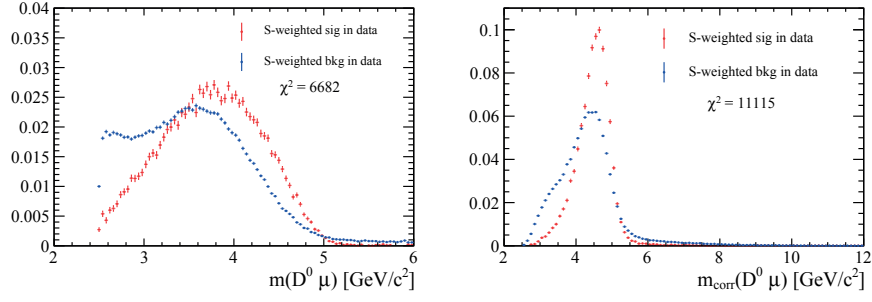 0.04
0.035
0.03
0.025
0.02
0.015
0.01
0.005
0
2 3 4 5 6
S-weighted sig in data
S-weighted bkg in data
χ² = 6682
m(D⁰ μ) [GeV/c²]
0.1
0.08
0.06
0.04
0.02
0
4 6 8 10 12
S-weighted sig in data
S-weighted bkg in data
χ² = 11115
m_corr(D⁰ μ) [GeV/c²]